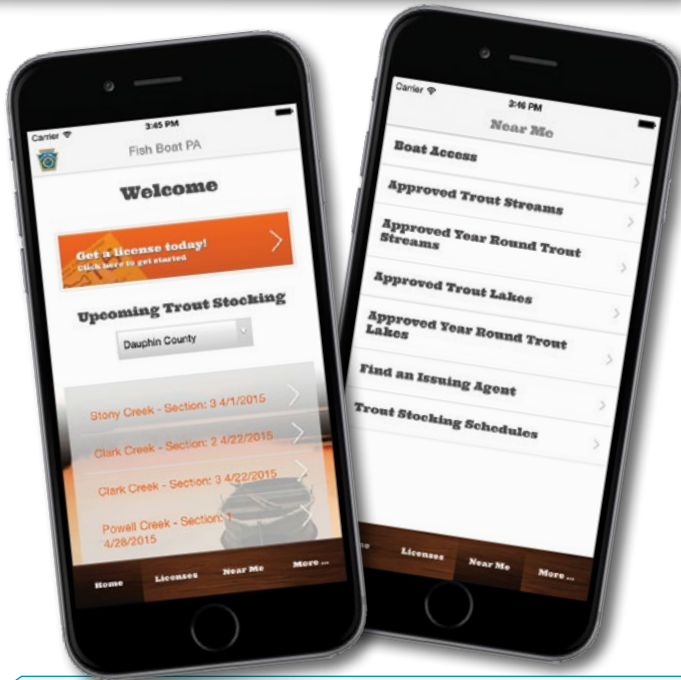 Carrier
3:45 PM
Fish Boat PA
Welcome
Get a license today!
Click here to get started
Upcoming Trout Stocking
Dauphin County
Stony Creek - Section: 3 4/1/2015
Clark Creek - Section: 2 4/22/2015
Clark Creek - Section: 3 4/22/2015
Powell Creek - Section: 1
4/28/2015
Home Licenses Near Me More ...
Carrier
3:46 PM
Near Me
Boat Access
Approved Trout Streams
Approved Year Round Trout
Streams
Approved Trout Lakes
Approved Year Round Trout
Lakes
Find an Issuing Agent
Trout Stocking Schedules
Licenses Near Me More ...